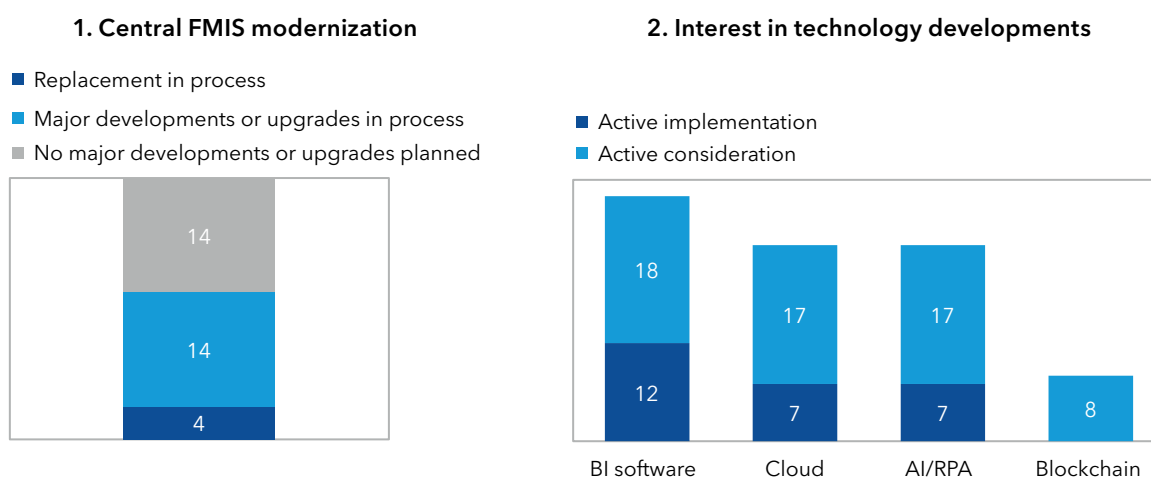 1. Central FMIS modernization
Replacement in process
Major developments or upgrades in process
No major developments or upgrades planned
14
14
4
2. Interest in technology developments
Active implementation
Active consideration
18
12
17
7
17
7
8
BI software
Cloud
AI/RPA
Blockchain